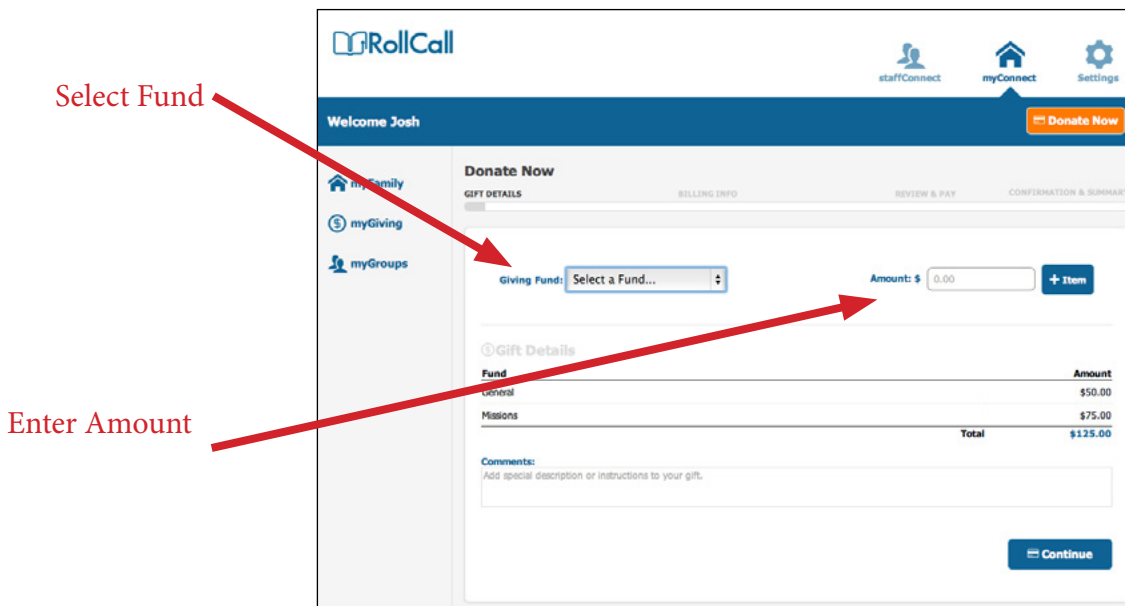 RollCall
staffConnect myConnect Settings
Select Fund
Welcome Josh
Donate Now
myFamily
myGiving
myGroups
Donate Now
GIFT DETAILS BILLING INFO REVIEW & PAY CONFIRMATION & SUMMAR
Giving Fund: Select a Fund... Amount: $ 0.00 + Item
Gift Details
Fund Amount
General $50.00
Missions $75.00
Total $125.00
Enter Amount
Comments:
Add special description or instructions to your gift.
Continue